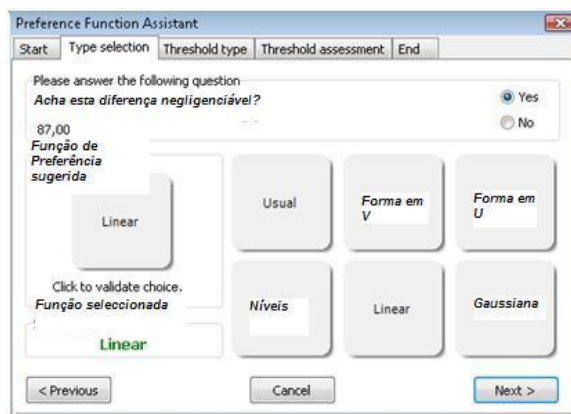 Preference Function Assistant
Start Type selection Threshold type Threshold assessment End
Please answer the following question
Acha esta diferença negligenciável?
Yes
87,00
No
Função de
Preferência
sugerida
Linear
Click to validate choice.
Função seleccionada
Linear
Usual
Forma em
V
Forma em
U
Níveis
Linear
Gaussiana
< Previous
Cancel
Next >